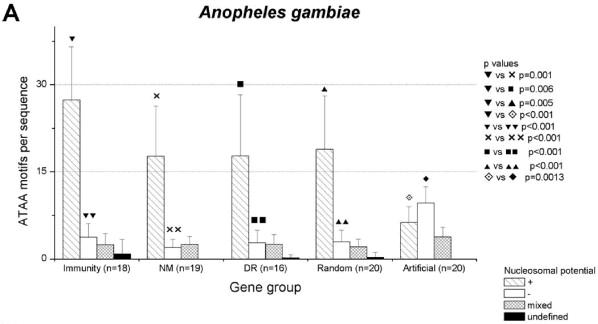 A
Anopheles gambiae
ATAA motifs per sequence
30
15
0
▼
▼▼
×
××
■
■■
▲
▲▲
◈
◆
Immunity (n=18) NM (n=19) DR (n=16) Random (n=20) Artificial (n=20)
Gene group
p values
▼ vs × p=0.001
▼ vs ■ p=0.006
▼ vs ▲ p=0.005
▼ vs ◈ p<0.001
▼ vs ▼▼ p<0.001
× vs ×× p<0.001
■ vs ■■ p<0.001
▲ vs ▲▲ p<0.001
◈ vs ◆ p=0.0013
Nucleosomal potential
+
-
mixed
undefined